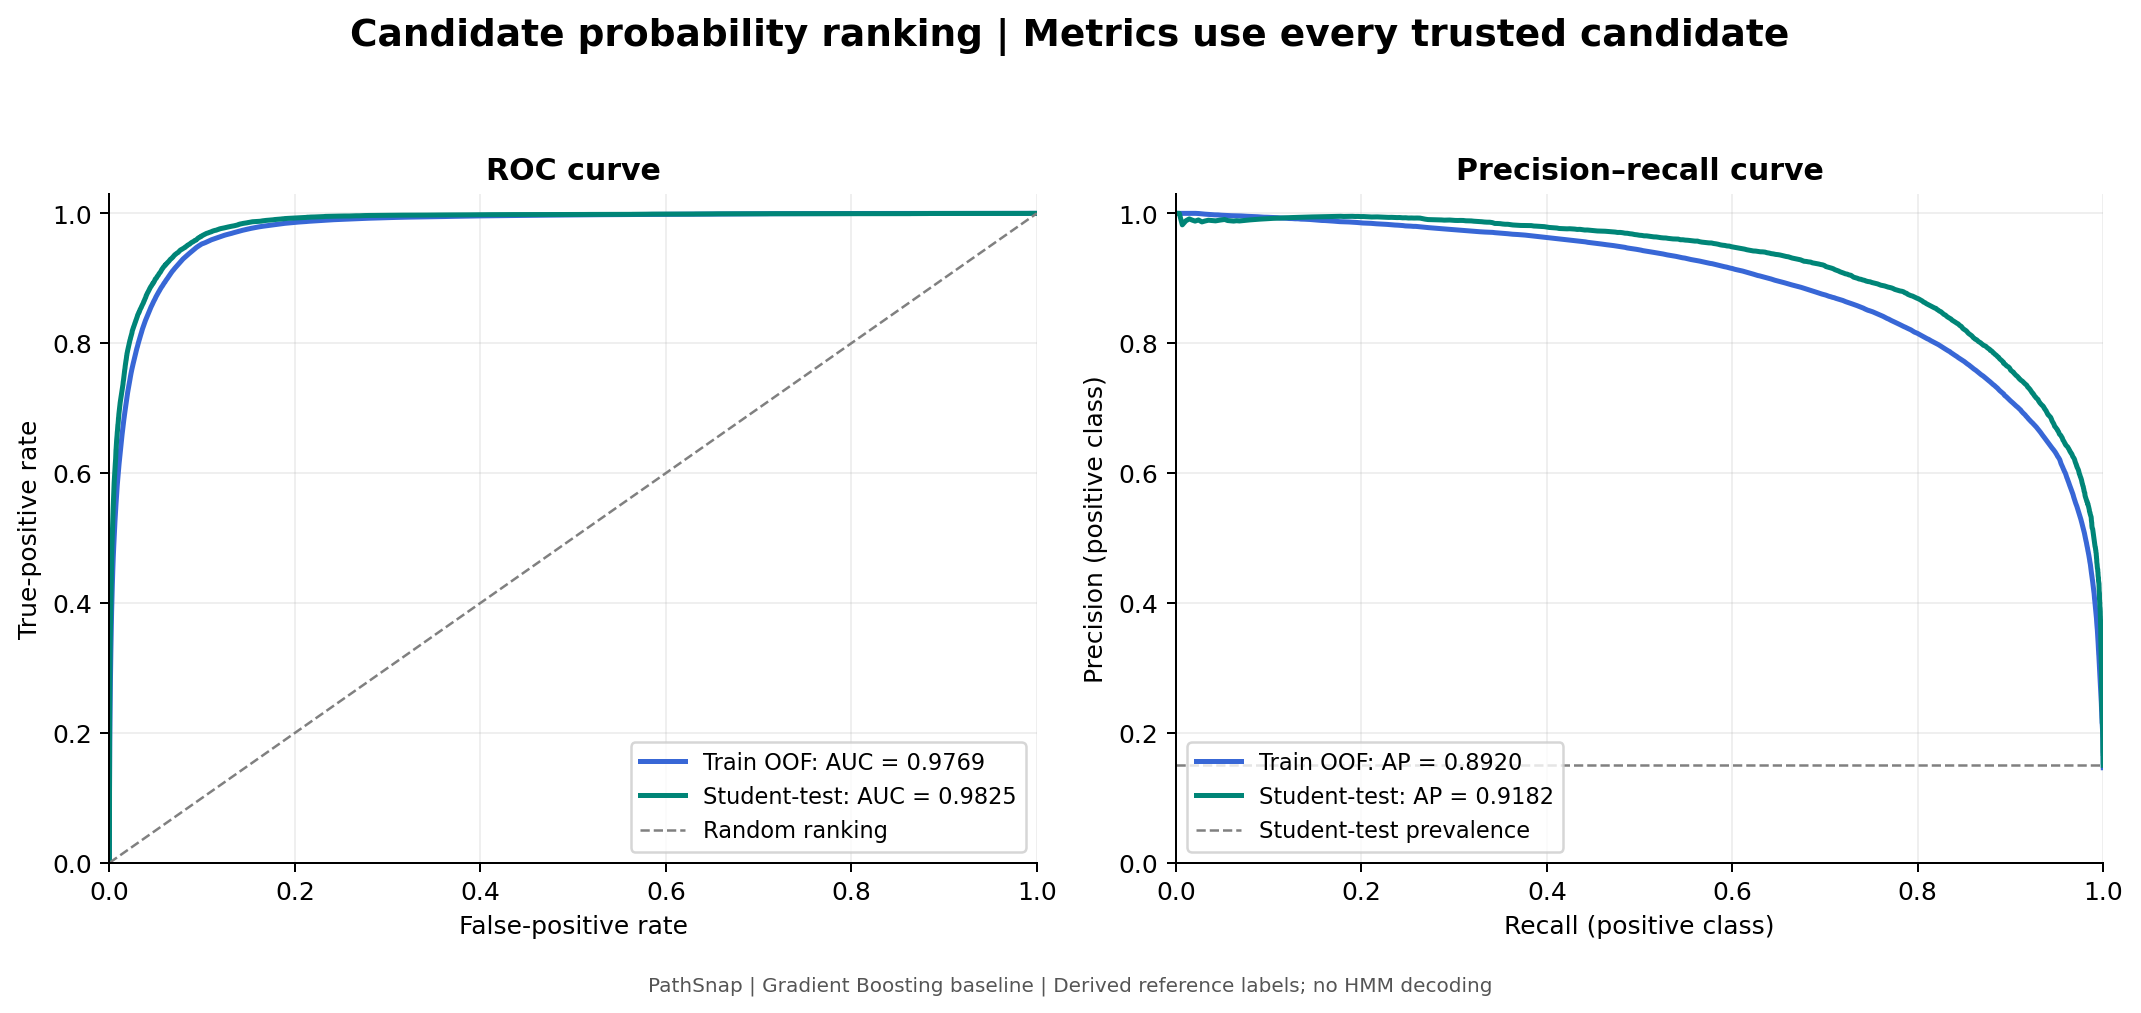 Candidate probability ranking | Metrics use every trusted candidate
ROC curve
True-positive rate
1.0
0.8
0.6
0.4
0.2
0.0
Train OOF: AUC = 0.9769
Student-test: AUC = 0.9825
Random ranking
0.0 0.2 0.4 0.6 0.8 1.0
False-positive rate
Precision–recall curve
Precision (positive class)
1.0
0.8
0.6
0.4
0.2
0.0
Train OOF: AP = 0.8920
Student-test: AP = 0.9182
Student-test prevalence
0.0 0.2 0.4 0.6 0.8 1.0
Recall (positive class)
PathSnap | Gradient Boosting baseline | Derived reference labels; no HMM decoding